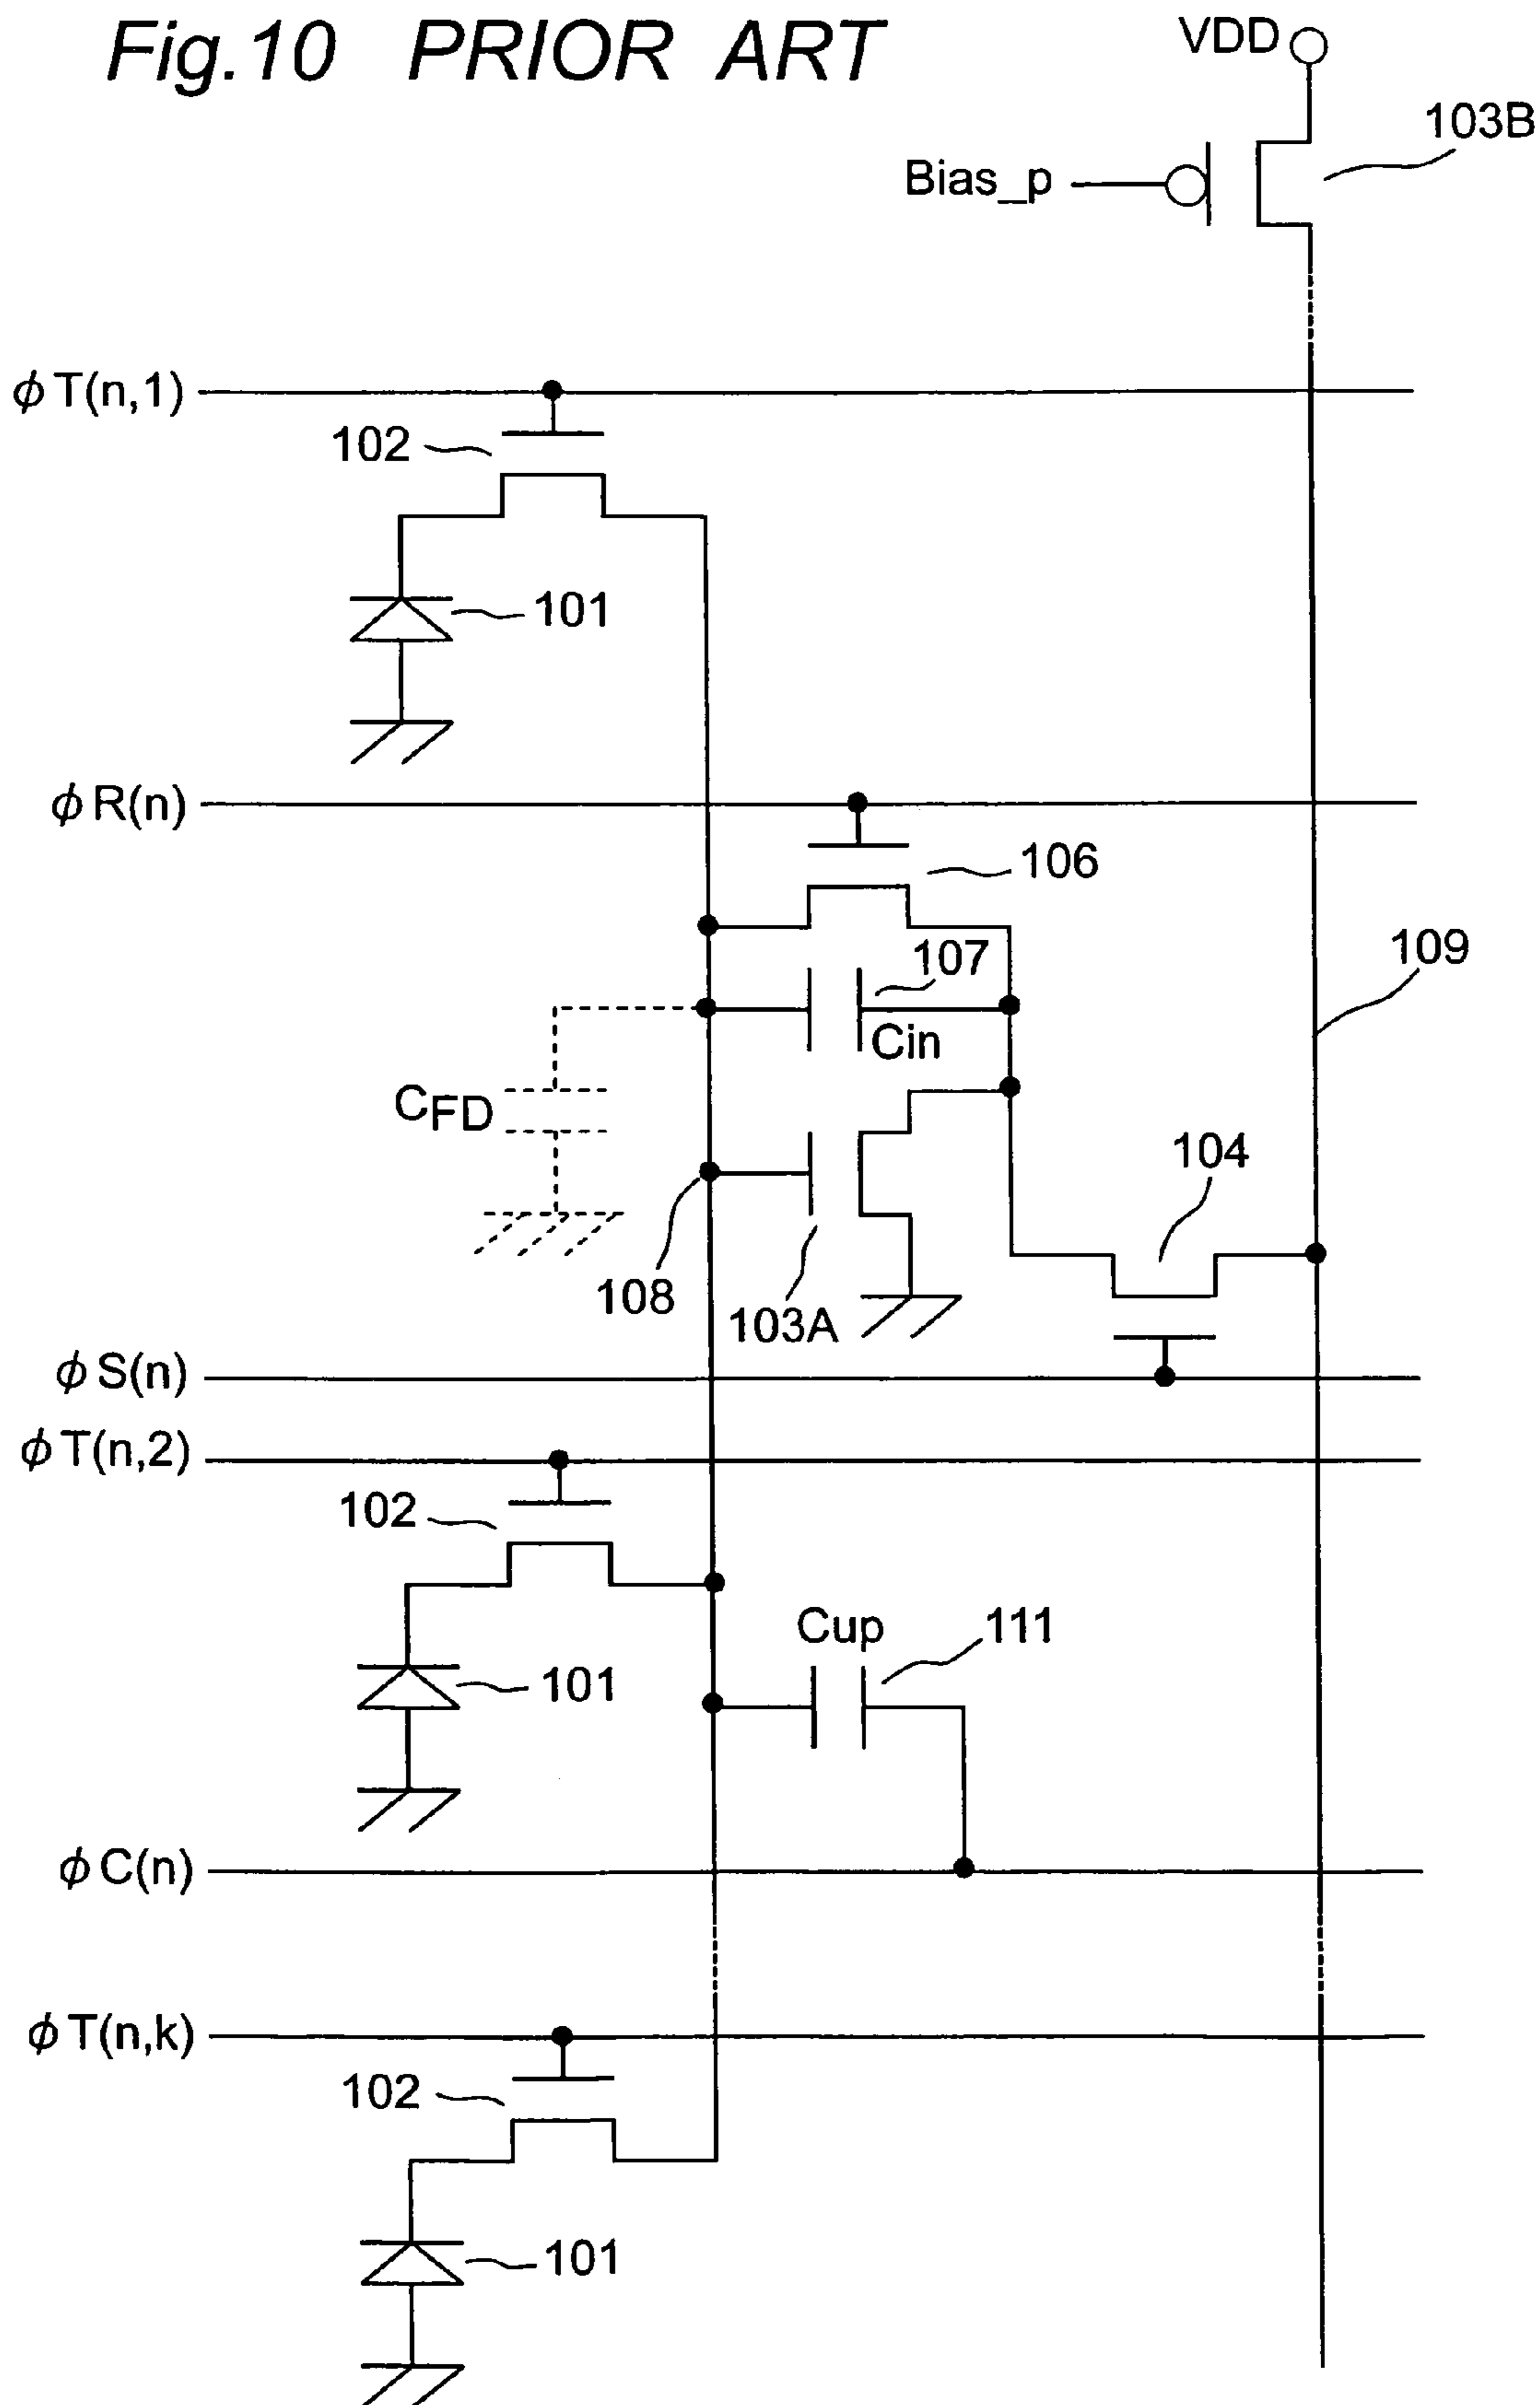 Fig.10 PRIOR ART
VDD
103B
Bias_p
ϕT(n,1)
102
101
ϕR(n)
106
107
109
Cin
CFD
104
108
103A
ϕS(n)
ϕT(n,2)
102
Cup
111
101
ϕC(n)
ϕT(n,k)
102
101